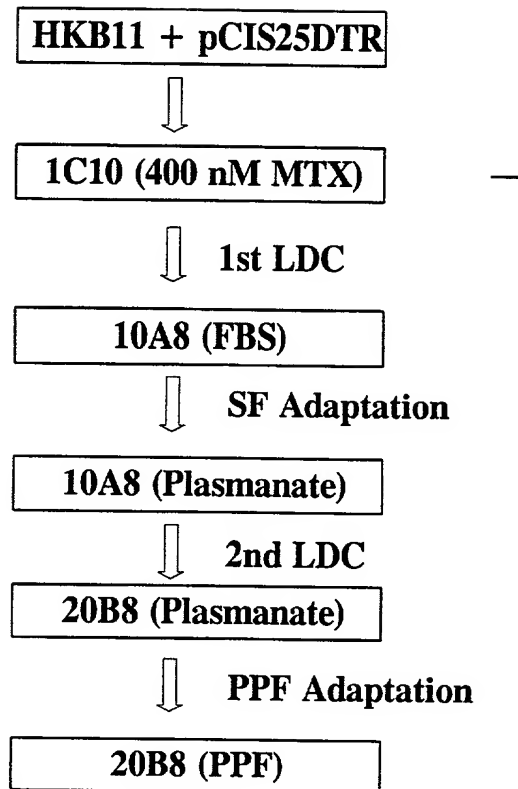 HKB11 + pCIS25DTR
1C10 (400 nM MTX)
1st LDC
10A8 (FBS)
SF Adaptation
10A8 (Plasmanate)
2nd LDC
20B8 (Plasmanate)
PPF Adaptation
20B8 (PPF)